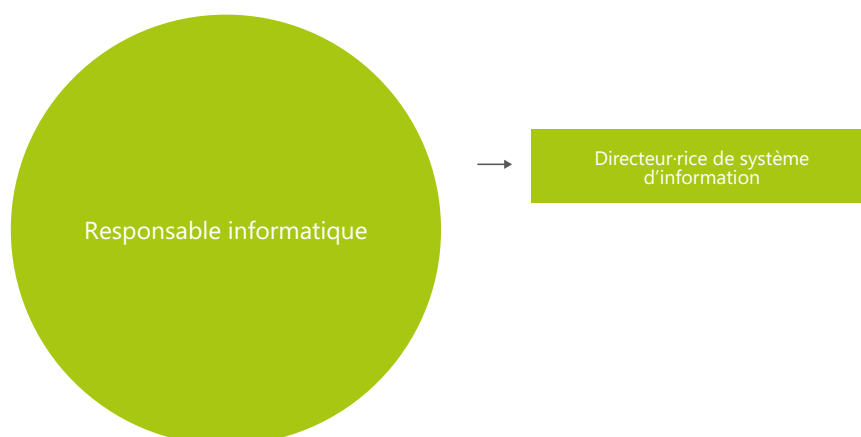 Responsable informatique
Directeur·rice de système
d’information